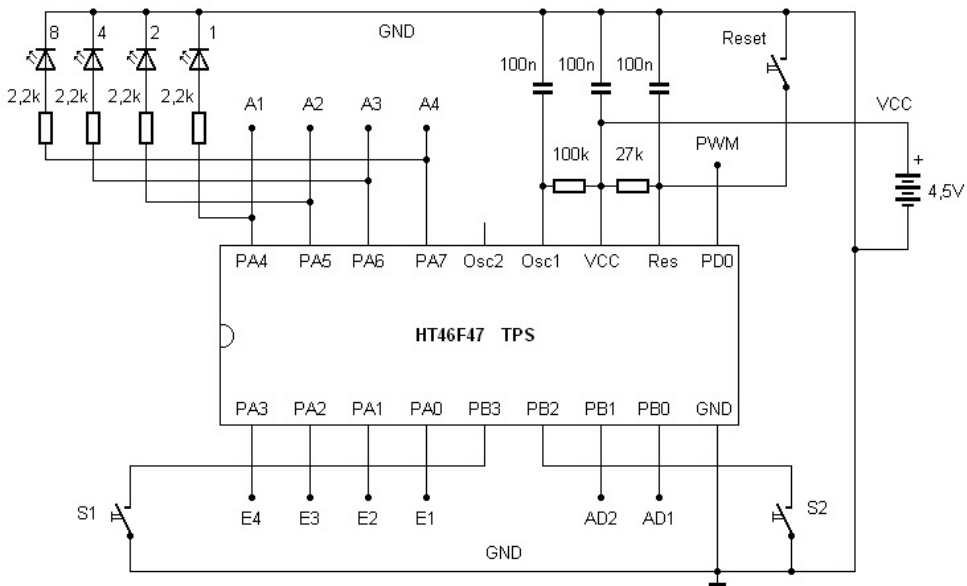 8 4 2 1 GND Reset
100n 100n 100n
2,2k 2,2k 2,2k 2,2k
A1 A2 A3 A4 VCC
100k 27k PWM +
4,5V
PA4 PA5 PA6 PA7 Osc2 Osc1 VCC Res PD0
HT46F47 TPS
PA3 PA2 PA1 PA0 PB3 PB2 PB1 PB0 GND
S1 E4 E3 E2 E1 AD2 AD1 S2
GND